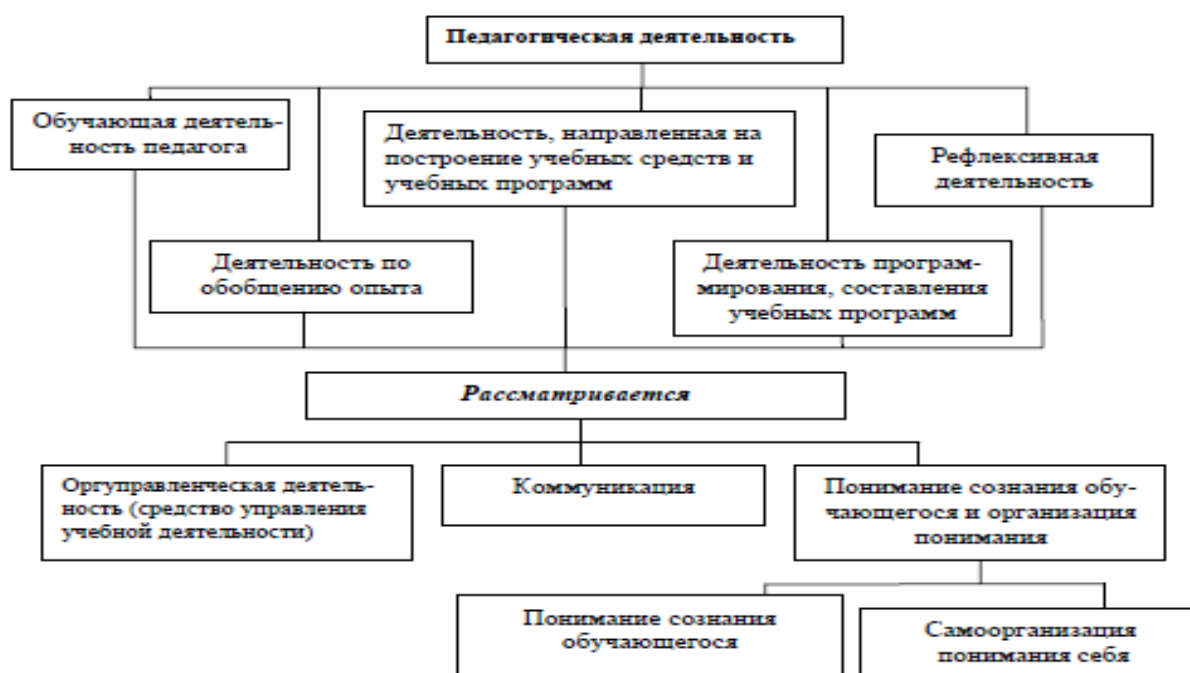 Педагогическая деятельность
Обучающая деятель-
ность педагога
Деятельность, направленная на
построение учебных средств и
учебных программ
Рефлексивная
деятельность
Деятельность по
обобщению опыта
Деятельность програм-
мирования, составления
учебных программ
Рассматривается
Оргуправленческая деятель-
ность (средство управления
учебной деятельности)
Коммуникация
Понимание сознания обу-
чающегося и организация
понимания
Понимание сознания
обучающегося
Самоорганизация
понимания себя